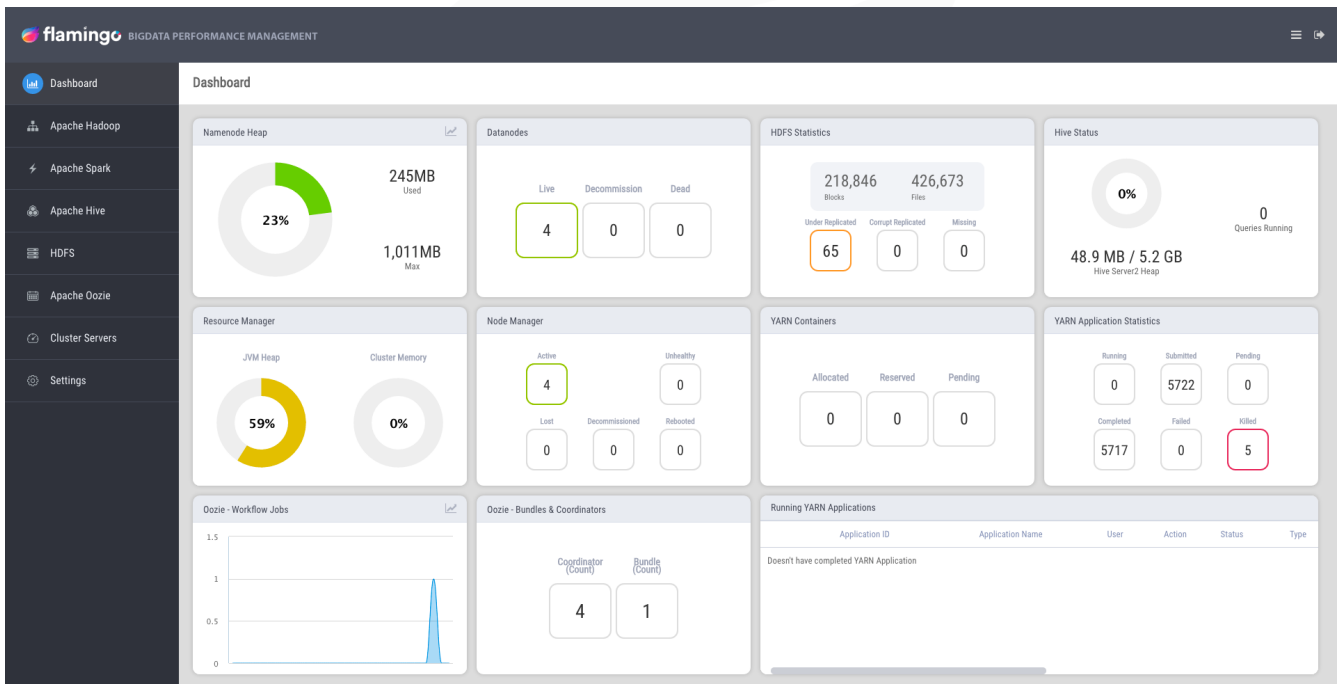 flamingo BIGDATA PERFORMANCE MANAGEMENT
Dashboard
Apache Hadoop
Apache Spark
Apache Hive
HDFS
Apache Oozie
Cluster Servers
Settings
Dashboard
Namenode Heap
23%
245MB
Used
1,011MB
Max
Datanodes
Live Decommission Dead
4 0 0
HDFS Statistics
218,846 426,673
Blocks Files
Under Replicated Corrupt Replicated Missing
65 0 0
Hive Status
0%
0
Queries Running
48.9 MB / 5.2 GB
Hive Server2 Heap
Resource Manager
JVM Heap Cluster Memory
59% 0%
Node Manager
Active Unhealthy
4 0
Lost Decommissioned Rebooted
0 0 0
YARN Containers
Allocated Reserved Pending
0 0 0
YARN Application Statistics
Running Submitted Pending
0 5722 0
Completed Failed Killed
5717 0 5
Oozie - Workflow Jobs
1.5
1
0.5
0
Oozie - Bundles & Coordinators
Coordinator Bundle
(Count) (Count)
4 1
Running YARN Applications
Application ID Application Name User Action Status Type
Doesn't have completed YARN Application